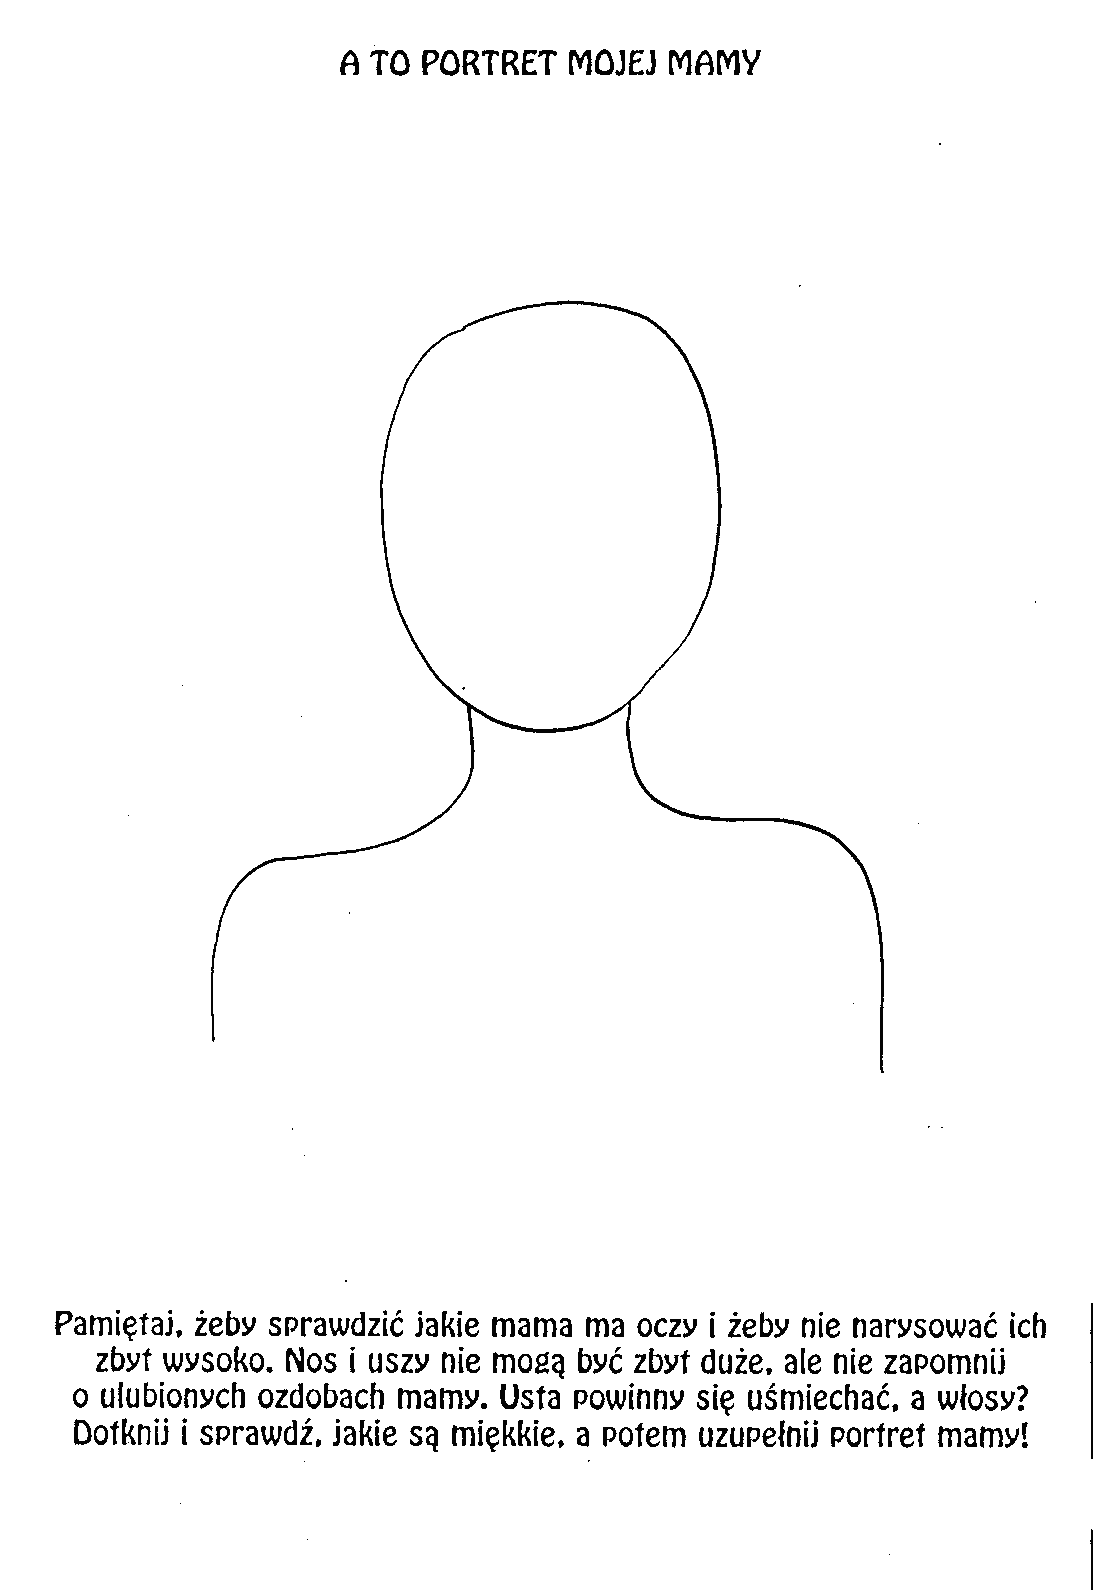 A TO PORTRET MOJEJ MAMY
Pamiętaj, żeby sprawdzić jakie mama ma oczy i żeby nie narysować ich
zbyt wysoko. Nos i uszy nie mogą być zbyt duże, ale nie zapomnij
o ulubionych ozdobach mamy. Usta powinny się uśmiechać, a włosy?
Dotknij i sprawdź, jakie są miękkie, a potem uzupełnij portret mamy!